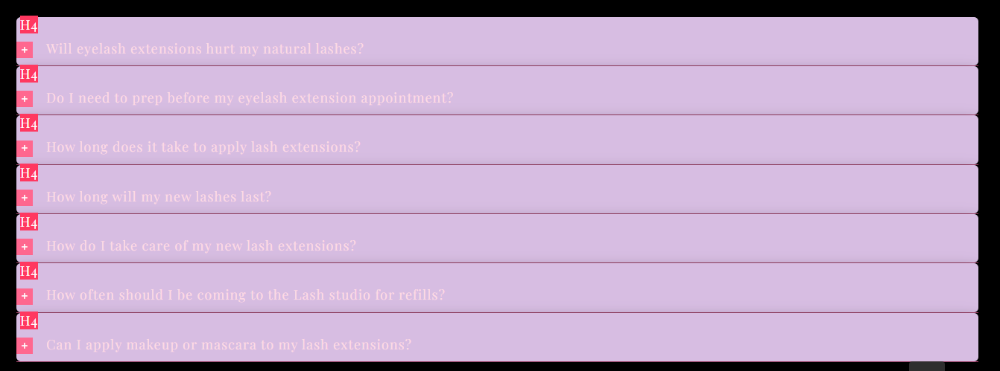 H4
+ Will eyelash extensions hurt my natural lashes?
H4
+ Do I need to prep before my eyelash extension appointment?
H4
+ How long does it take to apply lash extensions?
H4
+ How long will my new lashes last?
H4
+ How do I take care of my new lash extensions?
H4
+ How often should I be coming to the Lash studio for refills?
H4
+ Can I apply makeup or mascara to my lash extensions?